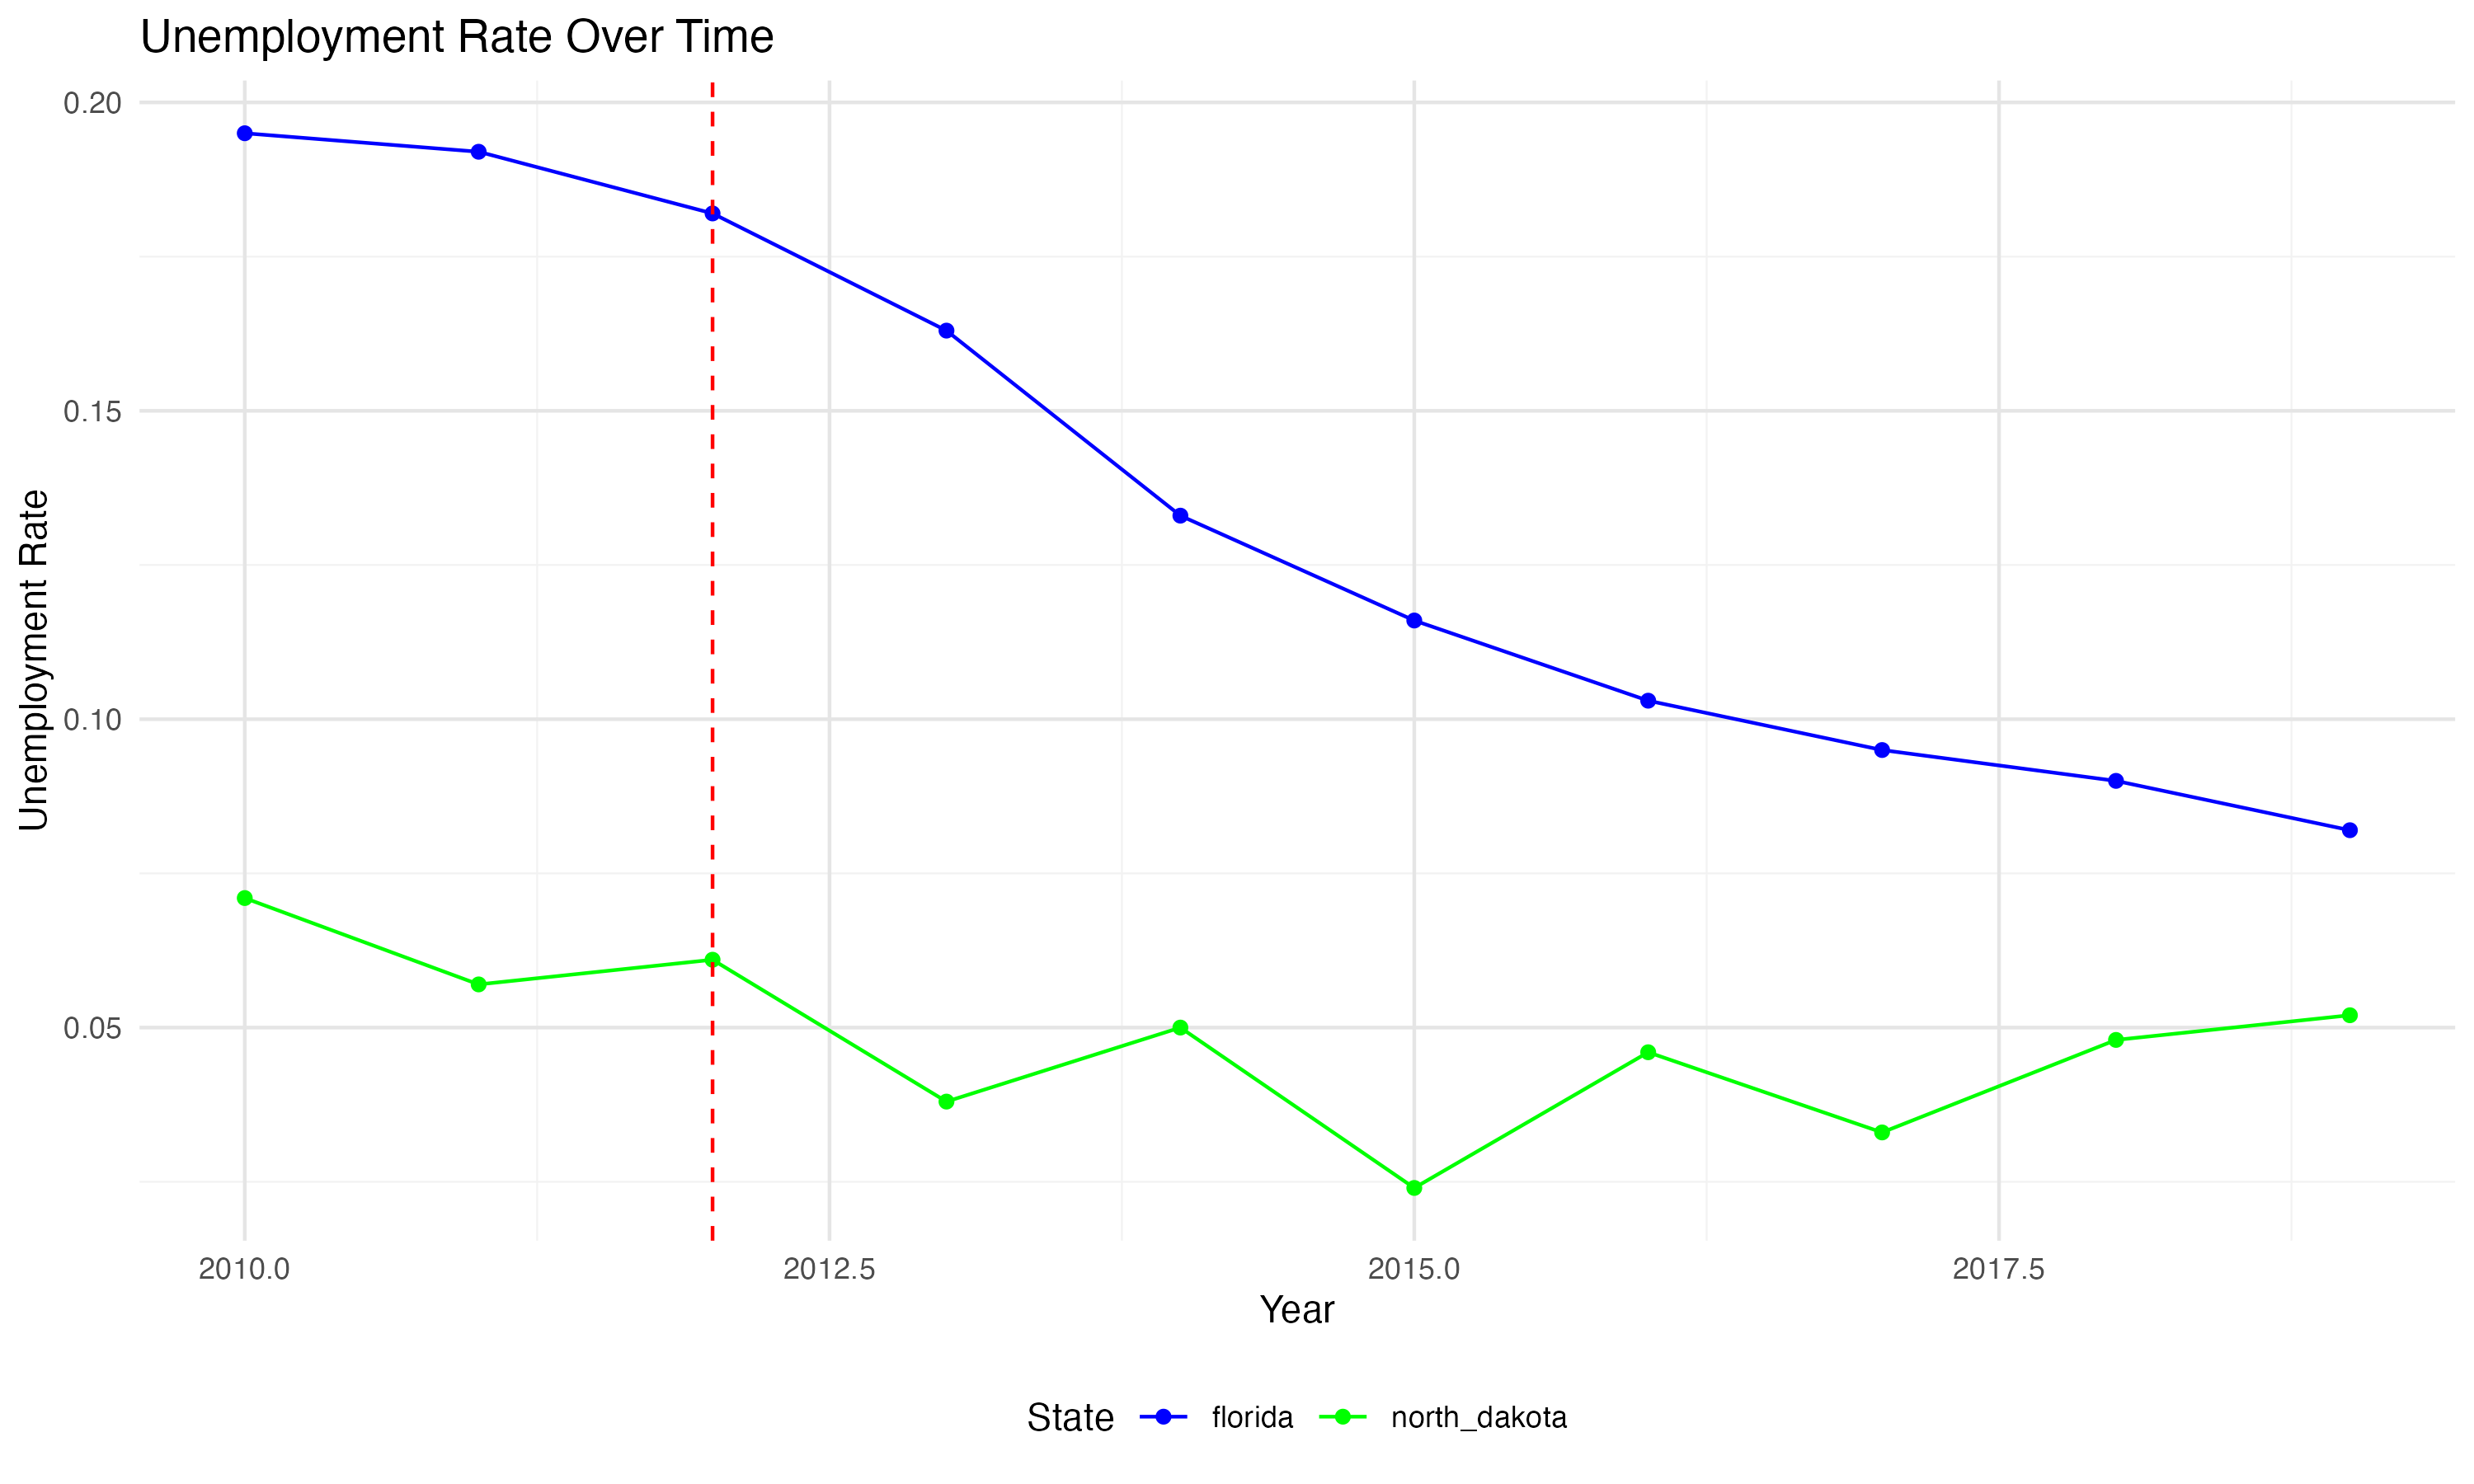 Unemployment Rate Over Time
0.20
0.15
0.10
0.05
Unemployment Rate
2010.0 2012.5 2015.0 2017.5
Year
State florida north_dakota